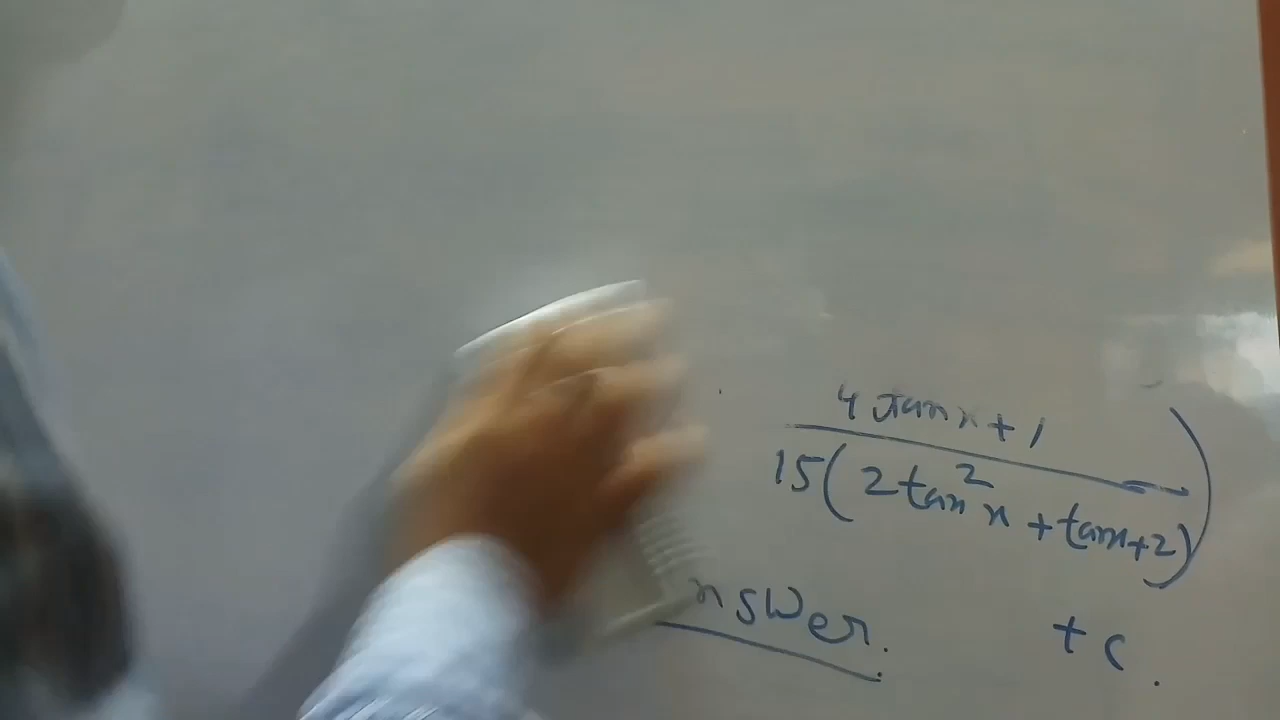 4 tan x + 1
15(2tan²x + tanx+2))
nswer. + c.